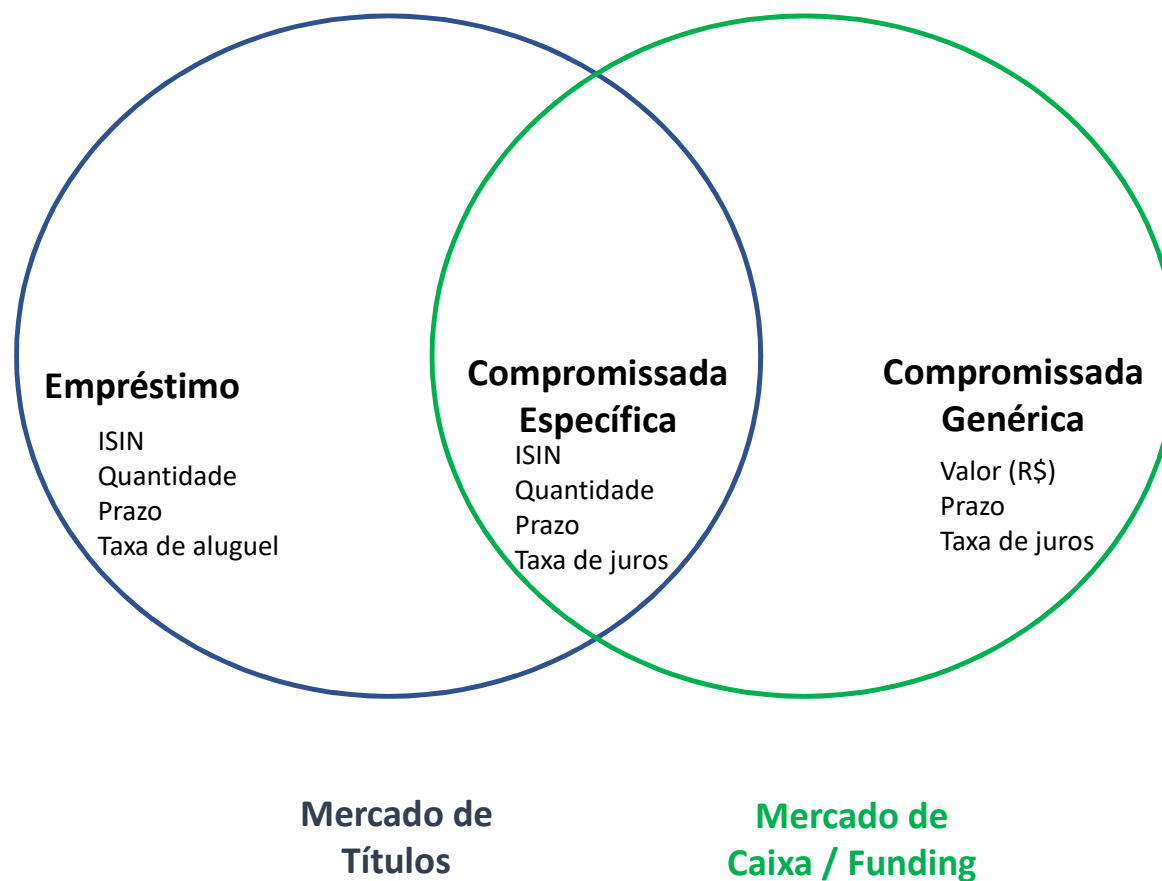 Empréstimo
ISIN
Quantidade
Prazo
Taxa de aluguel
Compromissada
Específica
ISIN
Quantidade
Prazo
Taxa de juros
Compromissada
Genérica
Valor (R$)
Prazo
Taxa de juros
Mercado de
Títulos
Mercado de
Caixa / Funding